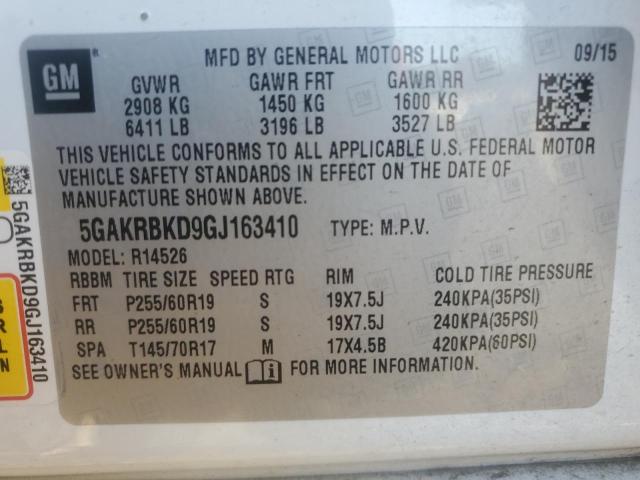 GM
MFD BY GENERAL MOTORS LLC 09/15
GVWR GAWR FRT GAWR RR
2908 KG 1450 KG 1600 KG
6411 LB 3196 LB 3527 LB
THIS VEHICLE CONFORMS TO ALL APPLICABLE U.S. FEDERAL MOTOR
VEHICLE SAFETY STANDARDS IN EFFECT ON THE DATE OF
MANUFACTURE SHOWN ABOVE.
5GAKRBKD9GJ163410 TYPE: M.P.V.
MODEL: R14526
RBBM TIRE SIZE SPEED RTG RIM COLD TIRE PRESSURE
FRT P255/60R19 S 19X7.5J 240KPA(35PSI)
RR P255/60R19 S 19X7.5J 240KPA(35PSI)
SPA T145/70R17 M 17X4.5B 420KPA(60PSI)
SEE OWNER'S MANUAL FOR MORE INFORMATION.
5GAKRBKD9GJ163410